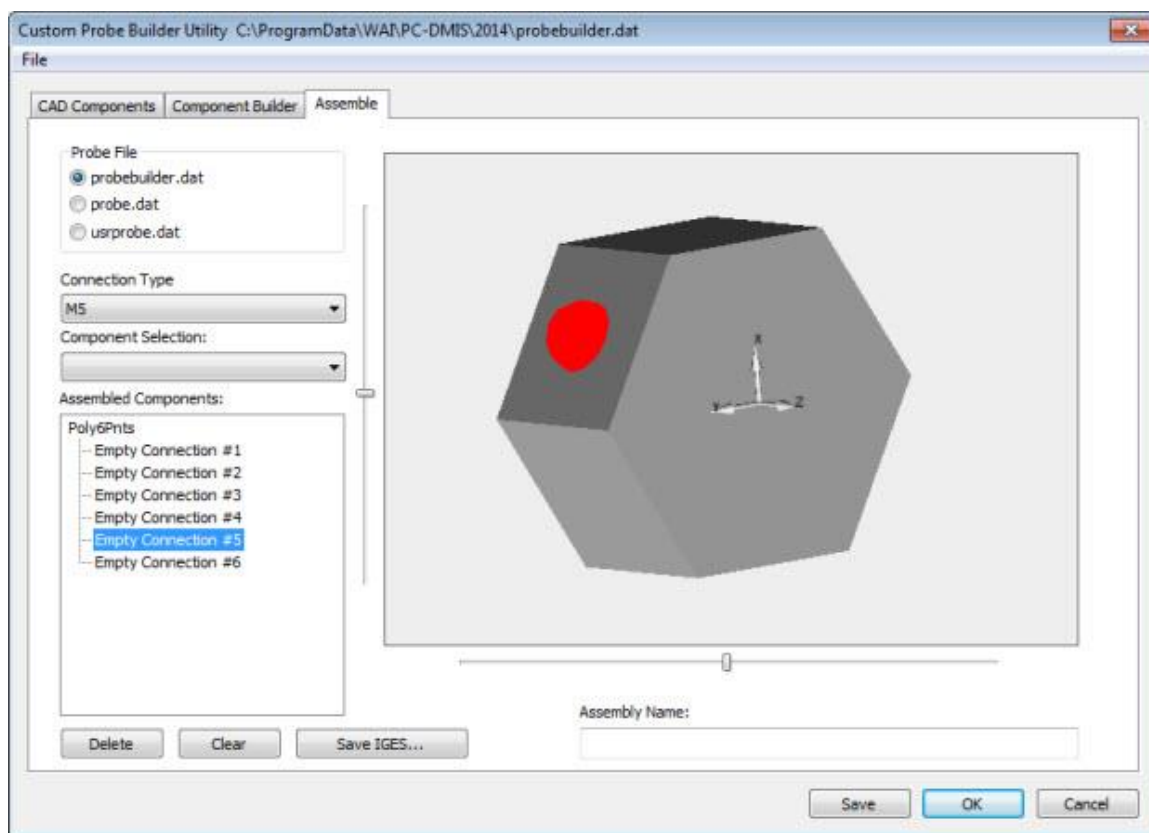 Custom Probe Builder Utility C:\ProgramData\WAI\PC-DMIS\2014\probebuilder.dat
File
CAD Components Component Builder Assemble
Probe File
probebuilder.dat
probe.dat
usrprobe.dat
Connection Type
M5
Component Selection:
Assembled Components:
Poly6Pnts
Empty Connection #1
Empty Connection #2
Empty Connection #3
Empty Connection #4
Empty Connection #5
Empty Connection #6
X
Y Z
Assembly Name:
Delete Clear Save IGES...
Save OK Cancel